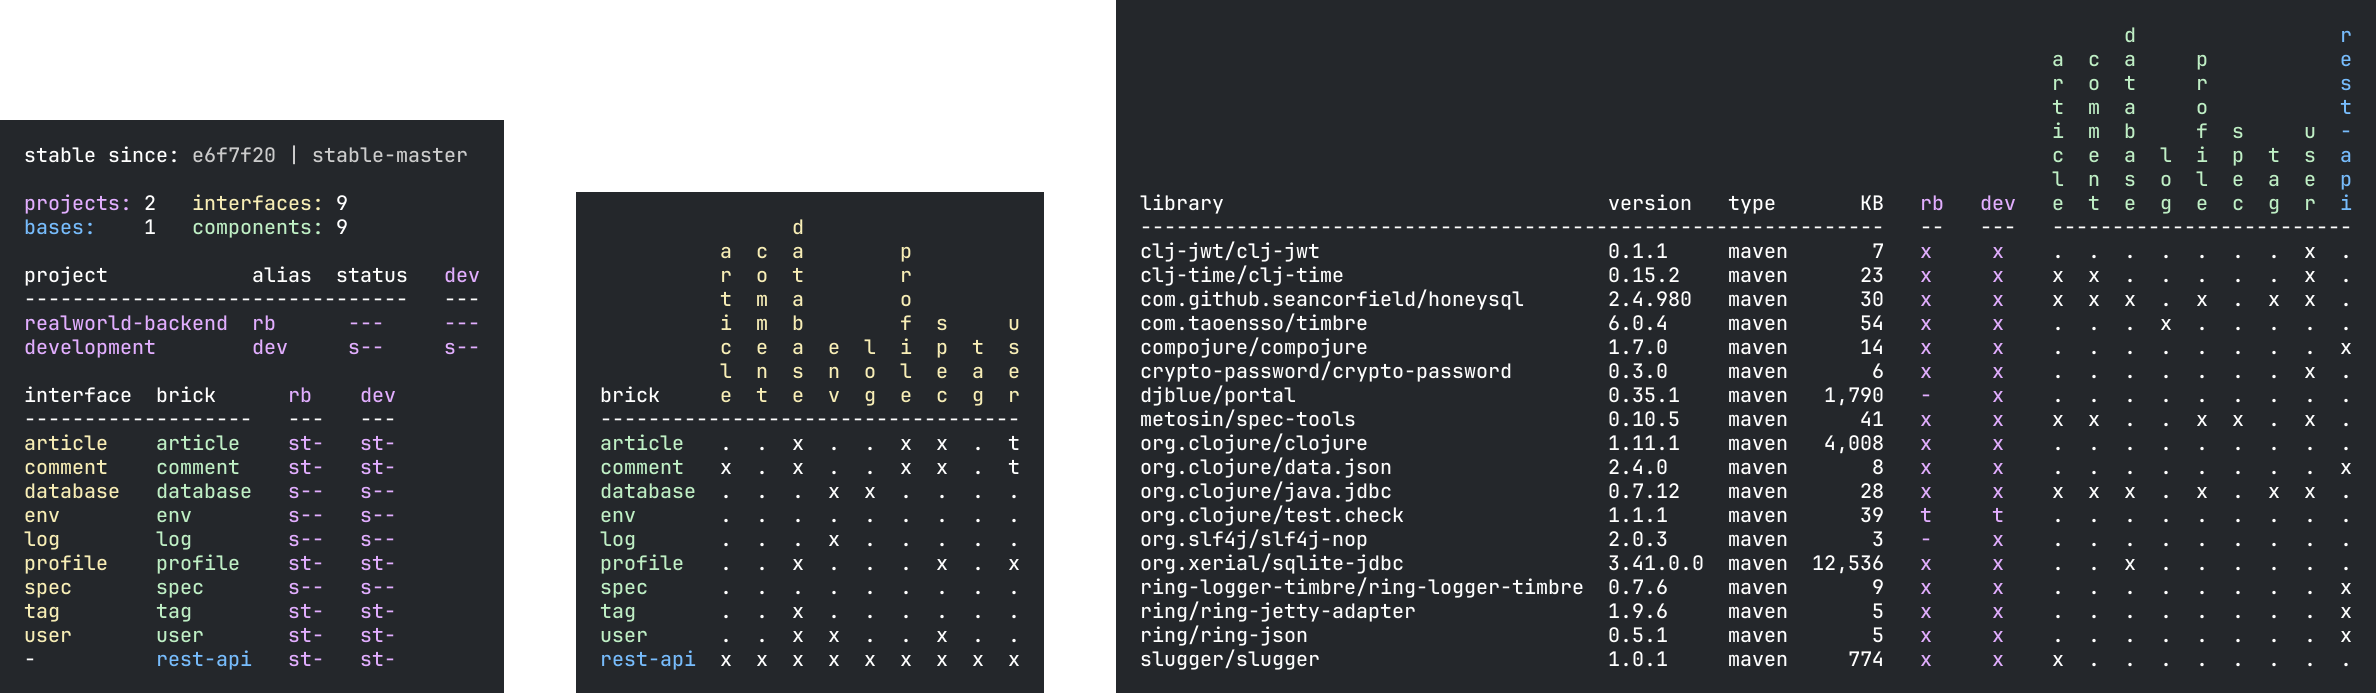 stable since: e6f7f20 | stable-master
projects: 2   interfaces: 9
bases:    1   components: 9
project            alias  status   dev
--------------------------------   ---
realworld-backend  rb      ---     ---
development        dev     s--     s--
interface  brick      rb    dev
-------------------   ---   ---
article    article    st-   st-
comment    comment    st-   st-
database   database   s--   s--
env        env        s--   s--
log        log        s--   s--
profile    profile    st-   st-
spec       spec       s--   s--
tag        tag        st-   st-
user       user       st-   st-
-          rest-api   st-   st-
brick  article  comment  database  env  log  profile  spec  tag  user
-----------------------------------
article   .  .  x  .  .  x  x  .  t
comment   x  .  x  .  .  x  x  .  t
database  .  .  .  x  x  .  .  .  .
env       .  .  .  .  .  .  .  .  .
log       .  .  .  x  .  .  .  .  .
profile   .  .  x  .  .  .  x  .  x
spec      .  .  .  .  .  .  .  .  .
tag       .  .  x  .  .  .  .  .  .
user      .  .  x  x  .  .  x  .  .
rest-api  x  x  x  x  x  x  x  x  x
library  version  type  KB  rb  dev  article  comment  database  log  profile  spec  tag  user  rest-api
--------------------------------------------------------------   --   ---   -------------------------
clj-jwt/clj-jwt                        0.1.1     maven       7   x     x    .  .  .  .  .  .  .  x  .
clj-time/clj-time                      0.15.2    maven      23   x     x    x  x  .  .  .  .  .  x  .
com.github.seancorfield/honeysql       2.4.980   maven      30   x     x    x  x  x  .  x  .  x  x  .
com.taoensso/timbre                    6.0.4     maven      54   x     x    .  .  .  x  .  .  .  .  .
compojure/compojure                    1.7.0     maven      14   x     x    .  .  .  .  .  .  .  .  x
crypto-password/crypto-password        0.3.0     maven       6   x     x    .  .  .  .  .  .  .  x  .
djblue/portal                          0.35.1    maven   1,790   -     x    .  .  .  .  .  .  .  .  .
metosin/spec-tools                     0.10.5    maven      41   x     x    x  x  .  .  x  x  .  x  .
org.clojure/clojure                    1.11.1    maven   4,008   x     x    .  .  .  .  .  .  .  .  .
org.clojure/data.json                  2.4.0     maven       8   x     x    .  .  .  .  .  .  .  .  x
org.clojure/java.jdbc                  0.7.12    maven      28   x     x    x  x  x  .  x  .  x  x  .
org.clojure/test.check                 1.1.1     maven      39   t     t    .  .  .  .  .  .  .  .  .
org.slf4j/slf4j-nop                    2.0.3     maven       3   -     x    .  .  .  .  .  .  .  .  .
org.xerial/sqlite-jdbc                 3.41.0.0  maven  12,536   x     x    .  .  x  .  .  .  .  .  .
ring-logger-timbre/ring-logger-timbre  0.7.6     maven       9   x     x    .  .  .  .  .  .  .  .  x
ring/ring-jetty-adapter                1.9.6     maven       5   x     x    .  .  .  .  .  .  .  .  x
ring/ring-json                         0.5.1     maven       5   x     x    .  .  .  .  .  .  .  .  x
slugger/slugger                        1.0.1     maven     774   x     x    x  .  .  .  .  .  .  .  .